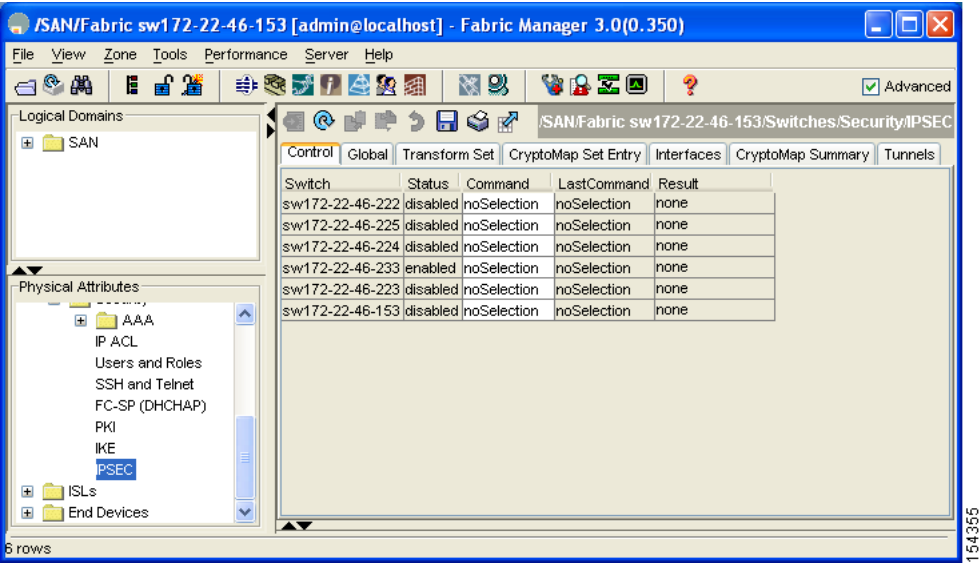 /SAN/Fabric sw172-22-46-153 [admin@localhost] - Fabric Manager 3.0(0.350)
File View Zone Tools Performance Server Help
Advanced
Logical Domains
SAN
/SAN/Fabric sw172-22-46-153/Switches/Security/IPSEC
Control Global Transform Set CryptoMap Set Entry Interfaces CryptoMap Summary Tunnels
Switch Status Command LastCommand Result
sw172-22-46-222 disabled noSelection noSelection none
sw172-22-46-225 disabled noSelection noSelection none
sw172-22-46-224 disabled noSelection noSelection none
sw172-22-46-233 enabled noSelection noSelection none
sw172-22-46-223 disabled noSelection noSelection none
sw172-22-46-153 disabled noSelection noSelection none
Physical Attributes
AAA
IP ACL
Users and Roles
SSH and Telnet
FC-SP (DHCHAP)
PKI
IKE
IPSEC
ISLs
End Devices
6 rows
154355